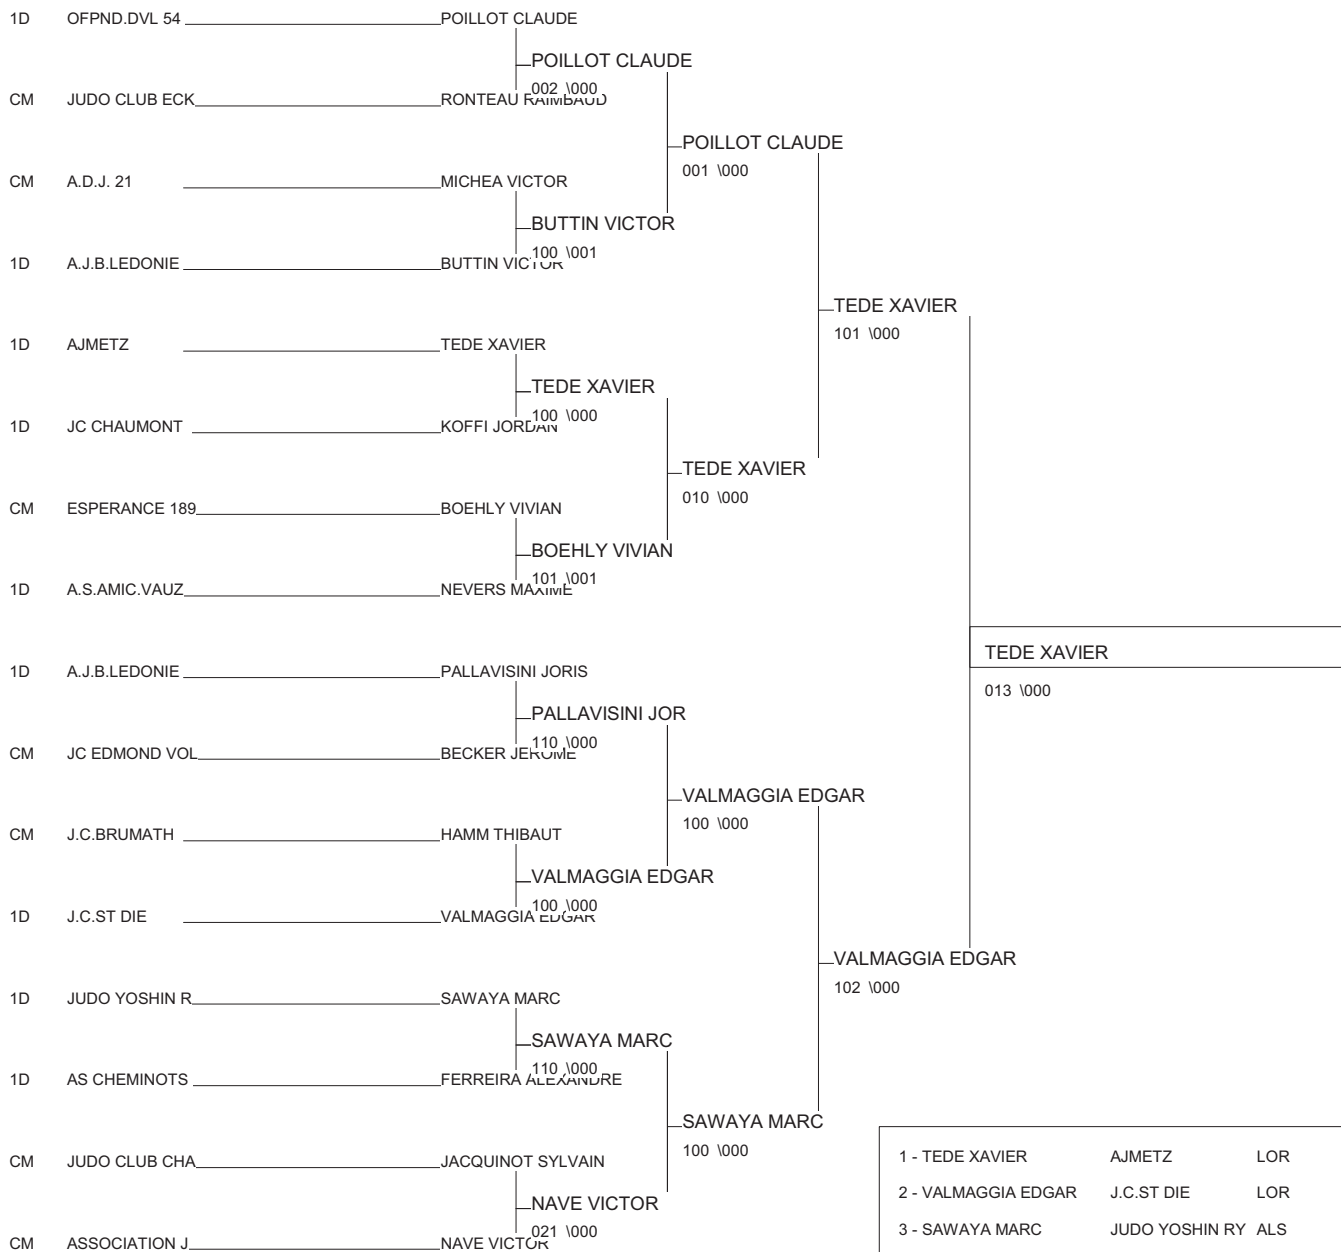 1D OFPND.DVL 54 POILLOT CLAUDE
POILLOT CLAUDE
002 \000
CM JUDO CLUB ECK RONTEAU RAIMBAUD
POILLOT CLAUDE
001 \000
CM A.D.J. 21 MICHEA VICTOR
BUTTIN VICTOR
100 \001
1D A.J.B.LEDONIE BUTTIN VICTOR
TEDE XAVIER
101 \000
1D AJMETZ TEDE XAVIER
TEDE XAVIER
100 \000
1D JC CHAUMONT KOFFI JORDAN
TEDE XAVIER
010 \000
CM ESPERANCE 189 BOEHLY VIVIAN
BOEHLY VIVIAN
101 \001
1D A.S.AMIC.VAUZ NEVERS MAXIME
TEDE XAVIER
013 \000
1D A.J.B.LEDONIE PALLAVISINI JORIS
PALLAVISINI JOR
110 \000
CM JC EDMOND VOL BECKER JEROME
VALMAGGIA EDGAR
100 \000
CM J.C.BRUMATH HAMM THIBAUT
VALMAGGIA EDGAR
100 \000
1D J.C.ST DIE VALMAGGIA EDGAR
VALMAGGIA EDGAR
102 \000
1D JUDO YOSHIN R SAWAYA MARC
SAWAYA MARC
110 \000
1D AS CHEMINOTS FERREIRA ALEXANDRE
SAWAYA MARC
100 \000
CM JUDO CLUB CHA JACQUINOT SYLVAIN
NAVE VICTOR
021 \000
CM ASSOCIATION J NAVE VICTOR
1 - TEDE XAVIER AJMETZ LOR
2 - VALMAGGIA EDGAR J.C.ST DIE LOR
3 - SAWAYA MARC JUDO YOSHIN RY ALS